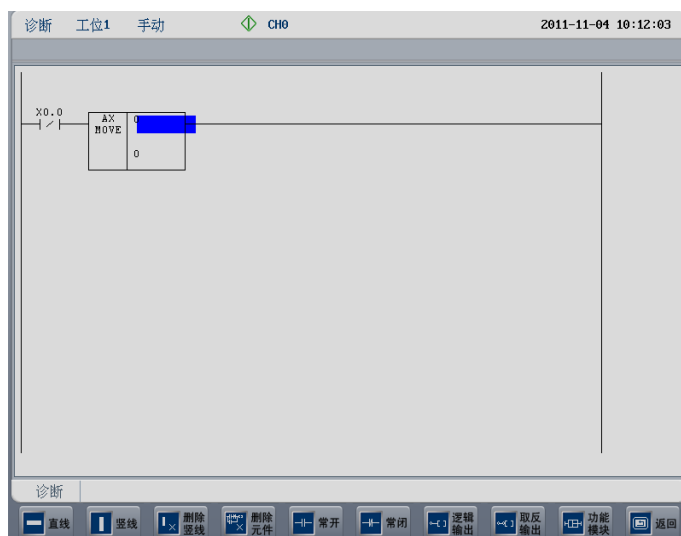 诊断 工位1 手动 CH0 2011-11-04 10:12:03
X0.0
AX 0
MOVE
0
诊断
直线 竖线 删除竖线 删除元件 常开 常闭 逻辑输出 取反输出 功能模块 返回